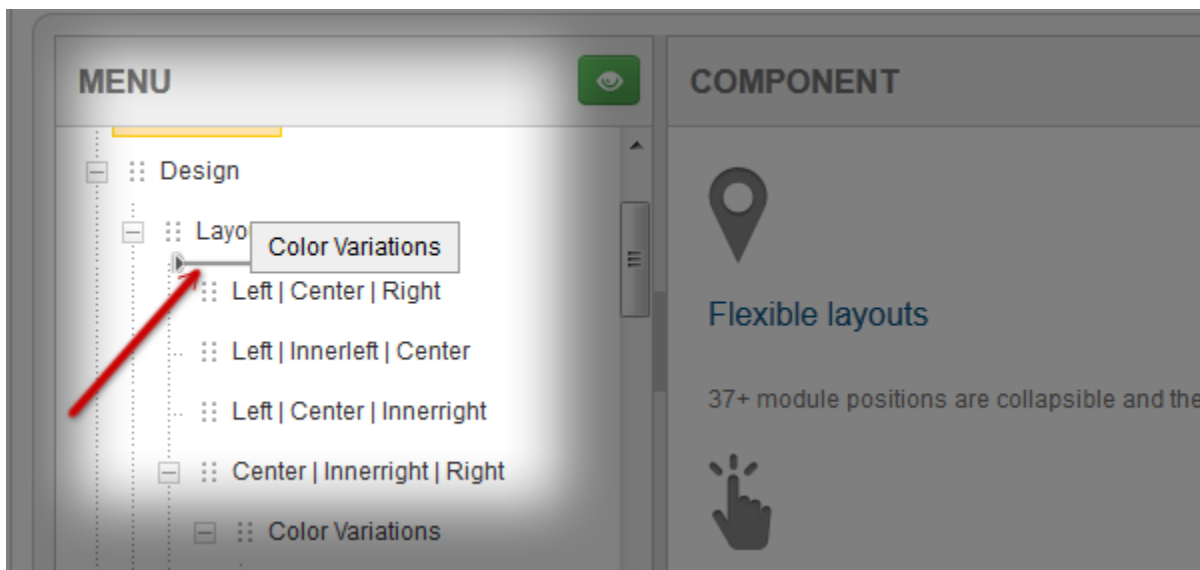 MENU
Design
Layo
Color Variations
Left | Center | Right
Left | Innerleft | Center
Left | Center | Innerright
Center | Innerright | Right
Color Variations
COMPONENT
Flexible layouts
37+ module positions are collapsible and the